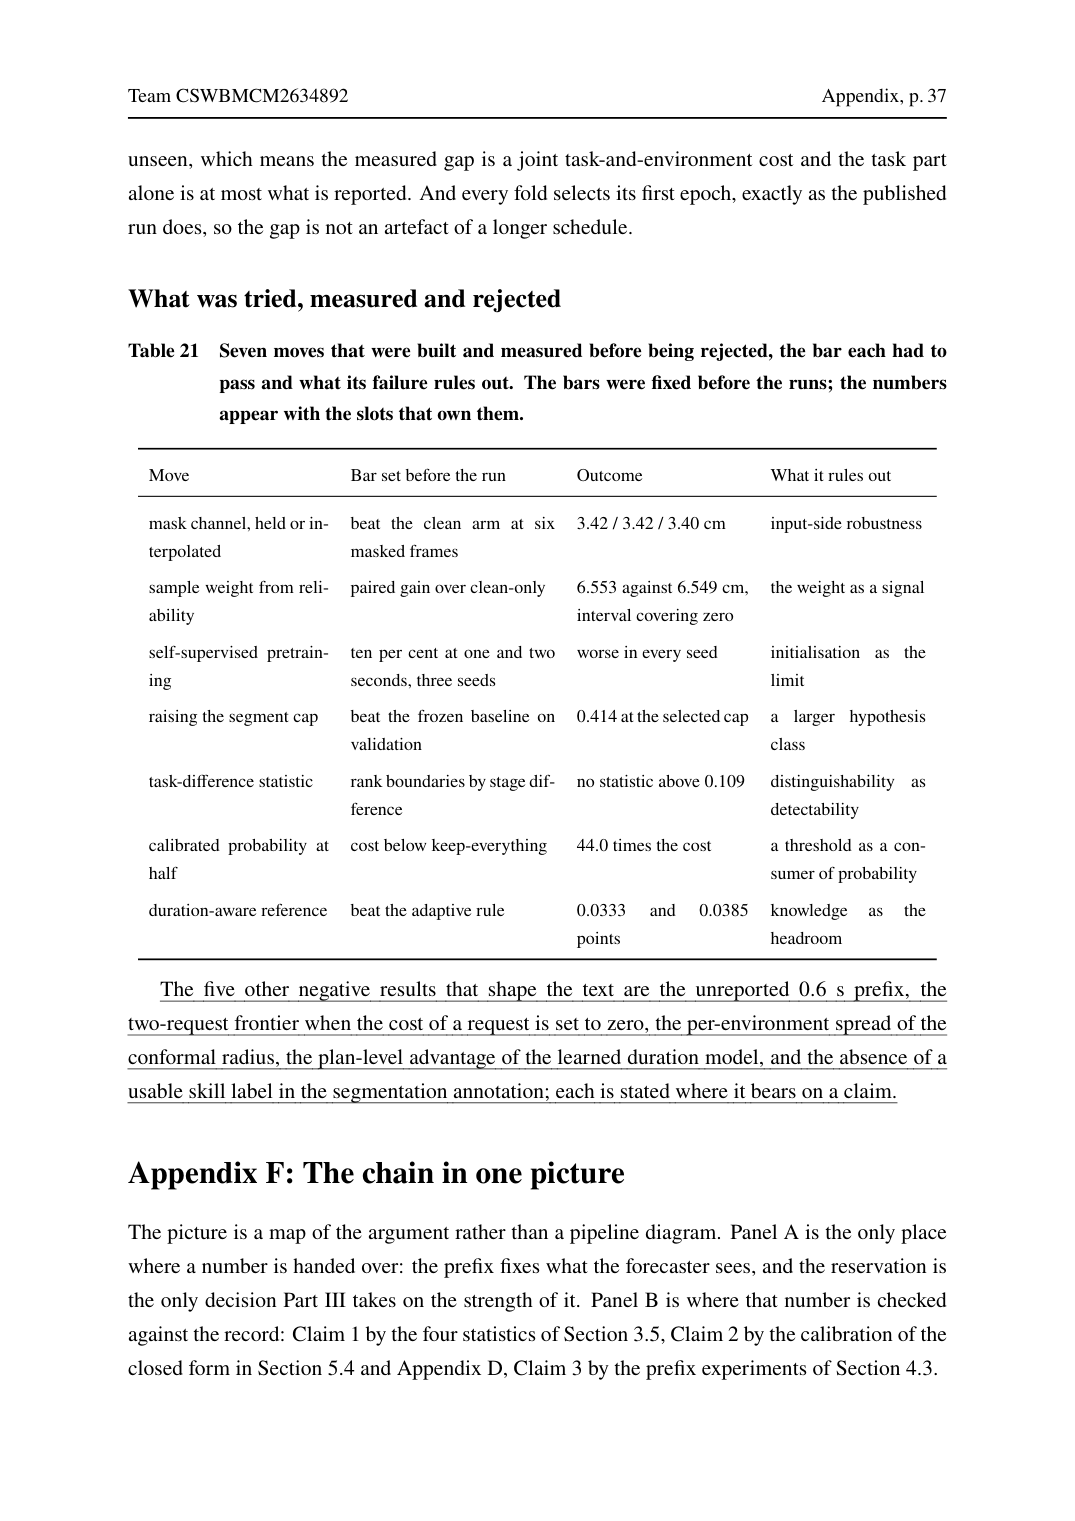 Team CSWBMCM2634892 Appendix, p. 37
unseen, which means the measured gap is a joint task-and-environment cost and the task part
alone is at most what is reported. And every fold selects its first epoch, exactly as the published
run does, so the gap is not an artefact of a longer schedule.
What was tried, measured and rejected
Table 21 Seven moves that were built and measured before being rejected, the bar each had to
pass and what its failure rules out. The bars were fixed before the runs; the numbers
appear with the slots that own them.
Move Bar set before the run Outcome What it rules out
mask channel, held or in- beat the clean arm at six 3.42 / 3.42 / 3.40 cm input-side robustness
terpolated masked frames
sample weight from reli- paired gain over clean-only 6.553 against 6.549 cm, the weight as a signal
ability interval covering zero
self-supervised pretrain- ten per cent at one and two worse in every seed initialisation as the
ing seconds, three seeds limit
raising the segment cap beat the frozen baseline on 0.414 at the selected cap a larger hypothesis
validation class
task-difference statistic rank boundaries by stage dif- no statistic above 0.109 distinguishability as
ference detectability
calibrated probability at cost below keep-everything 44.0 times the cost a threshold as a con-
half sumer of probability
duration-aware reference beat the adaptive rule 0.0333 and 0.0385 knowledge as the
points headroom
The five other negative results that shape the text are the unreported 0.6 s prefix, the
two-request frontier when the cost of a request is set to zero, the per-environment spread of the
conformal radius, the plan-level advantage of the learned duration model, and the absence of a
usable skill label in the segmentation annotation; each is stated where it bears on a claim.
Appendix F: The chain in one picture
The picture is a map of the argument rather than a pipeline diagram. Panel A is the only place
where a number is handed over: the prefix fixes what the forecaster sees, and the reservation is
the only decision Part III takes on the strength of it. Panel B is where that number is checked
against the record: Claim 1 by the four statistics of Section 3.5, Claim 2 by the calibration of the
closed form in Section 5.4 and Appendix D, Claim 3 by the prefix experiments of Section 4.3.